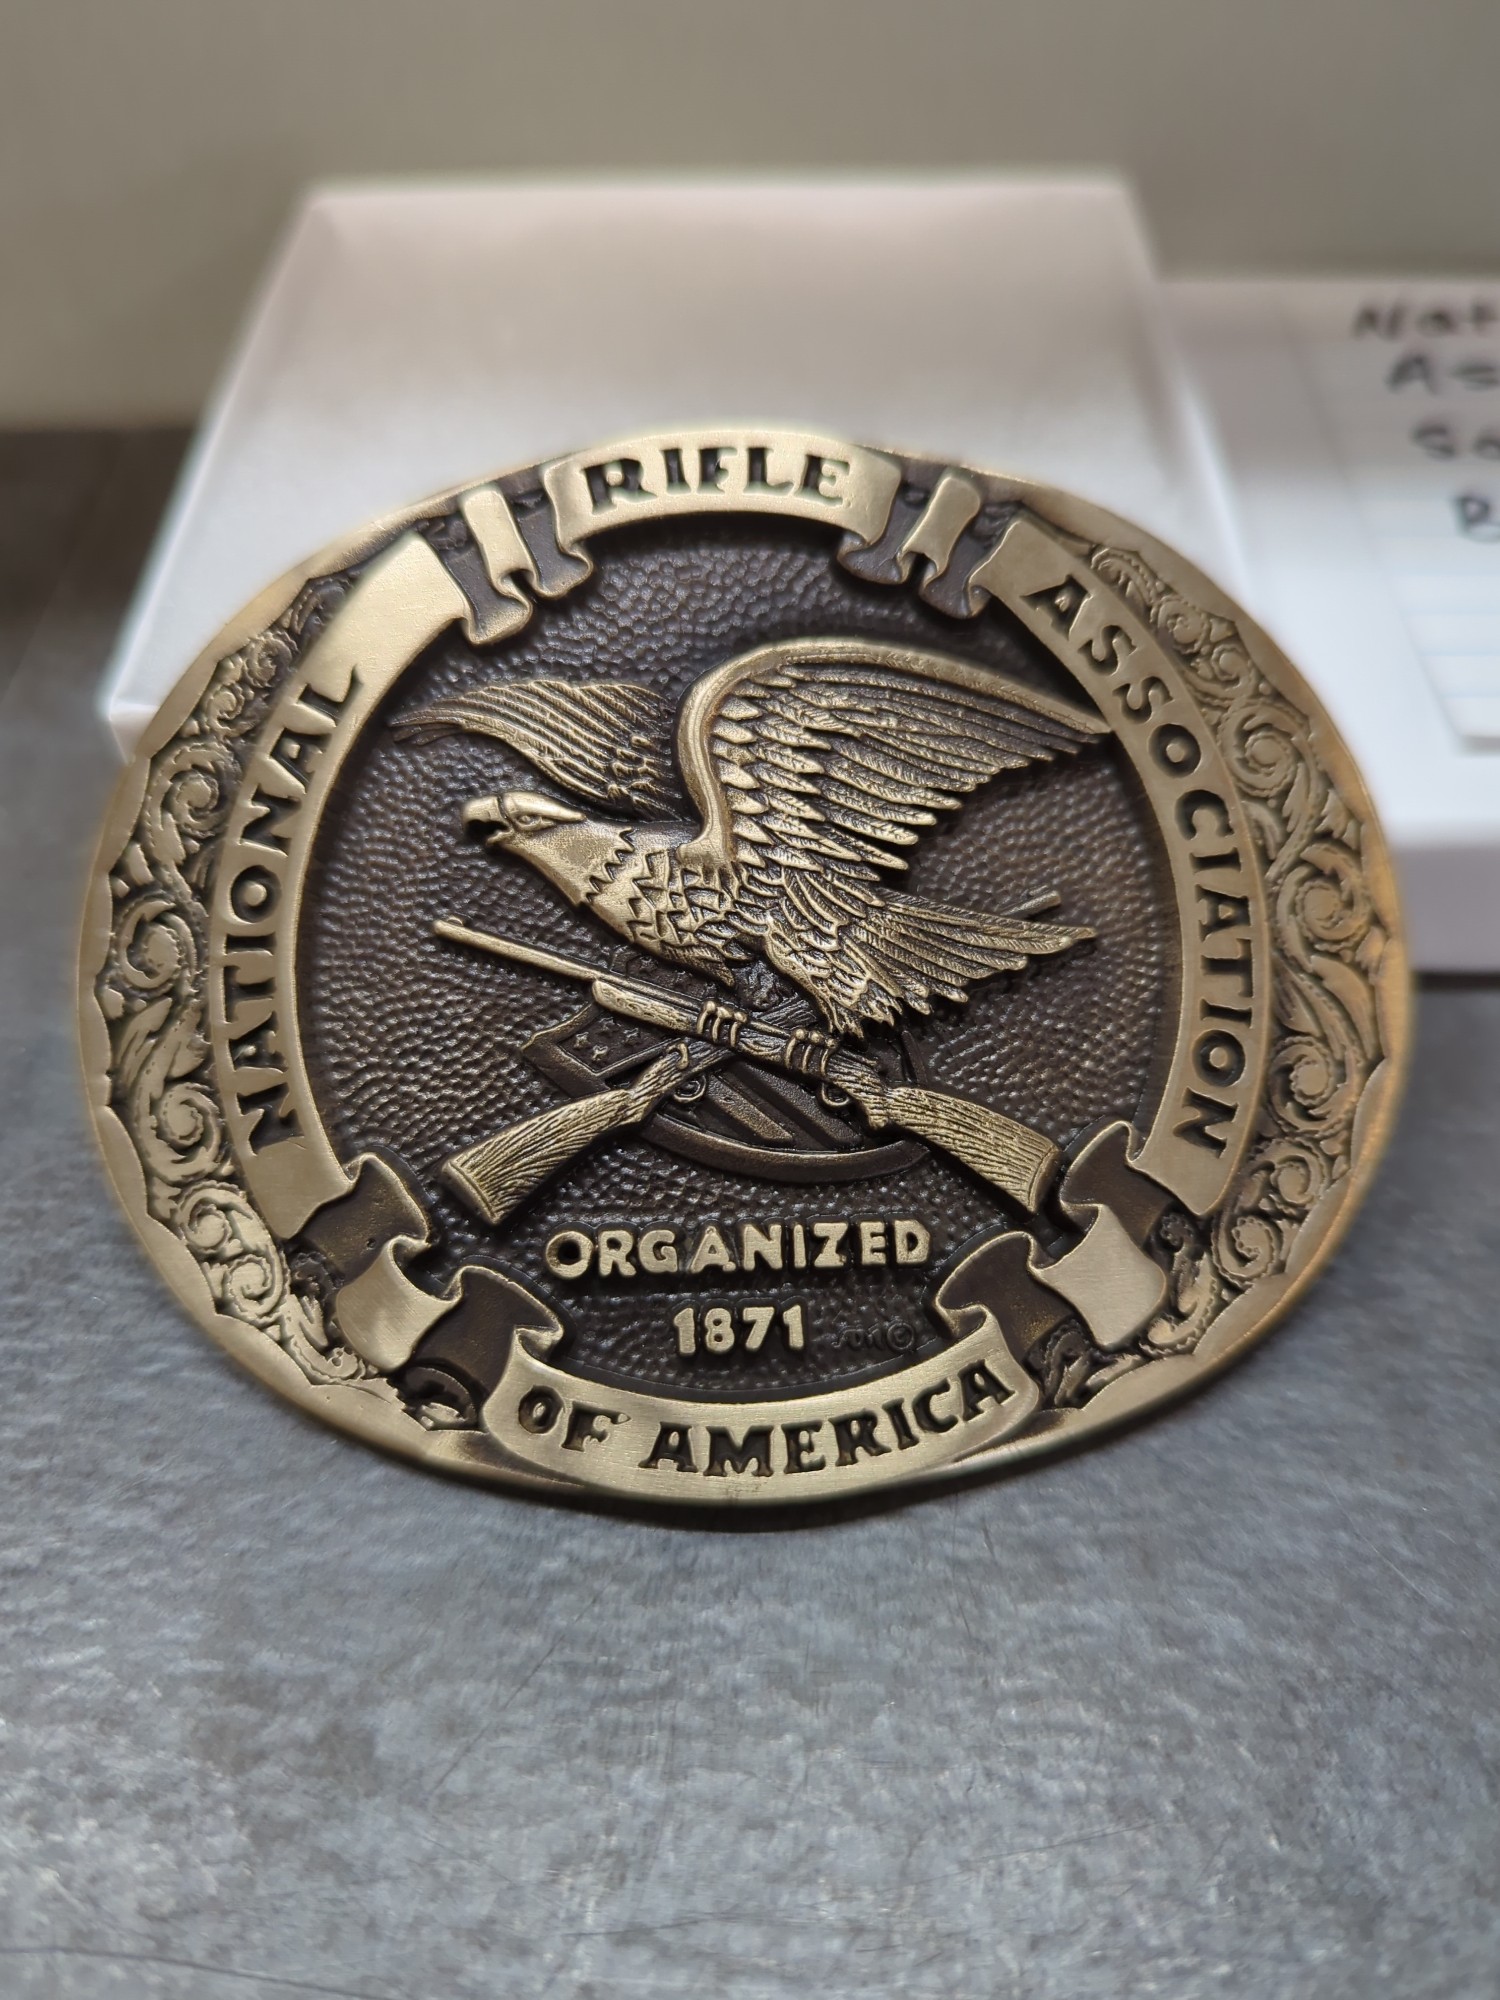 NATIONAL RIFLE ASSOCIATION
ORGANIZED
1871
OF AMERICA